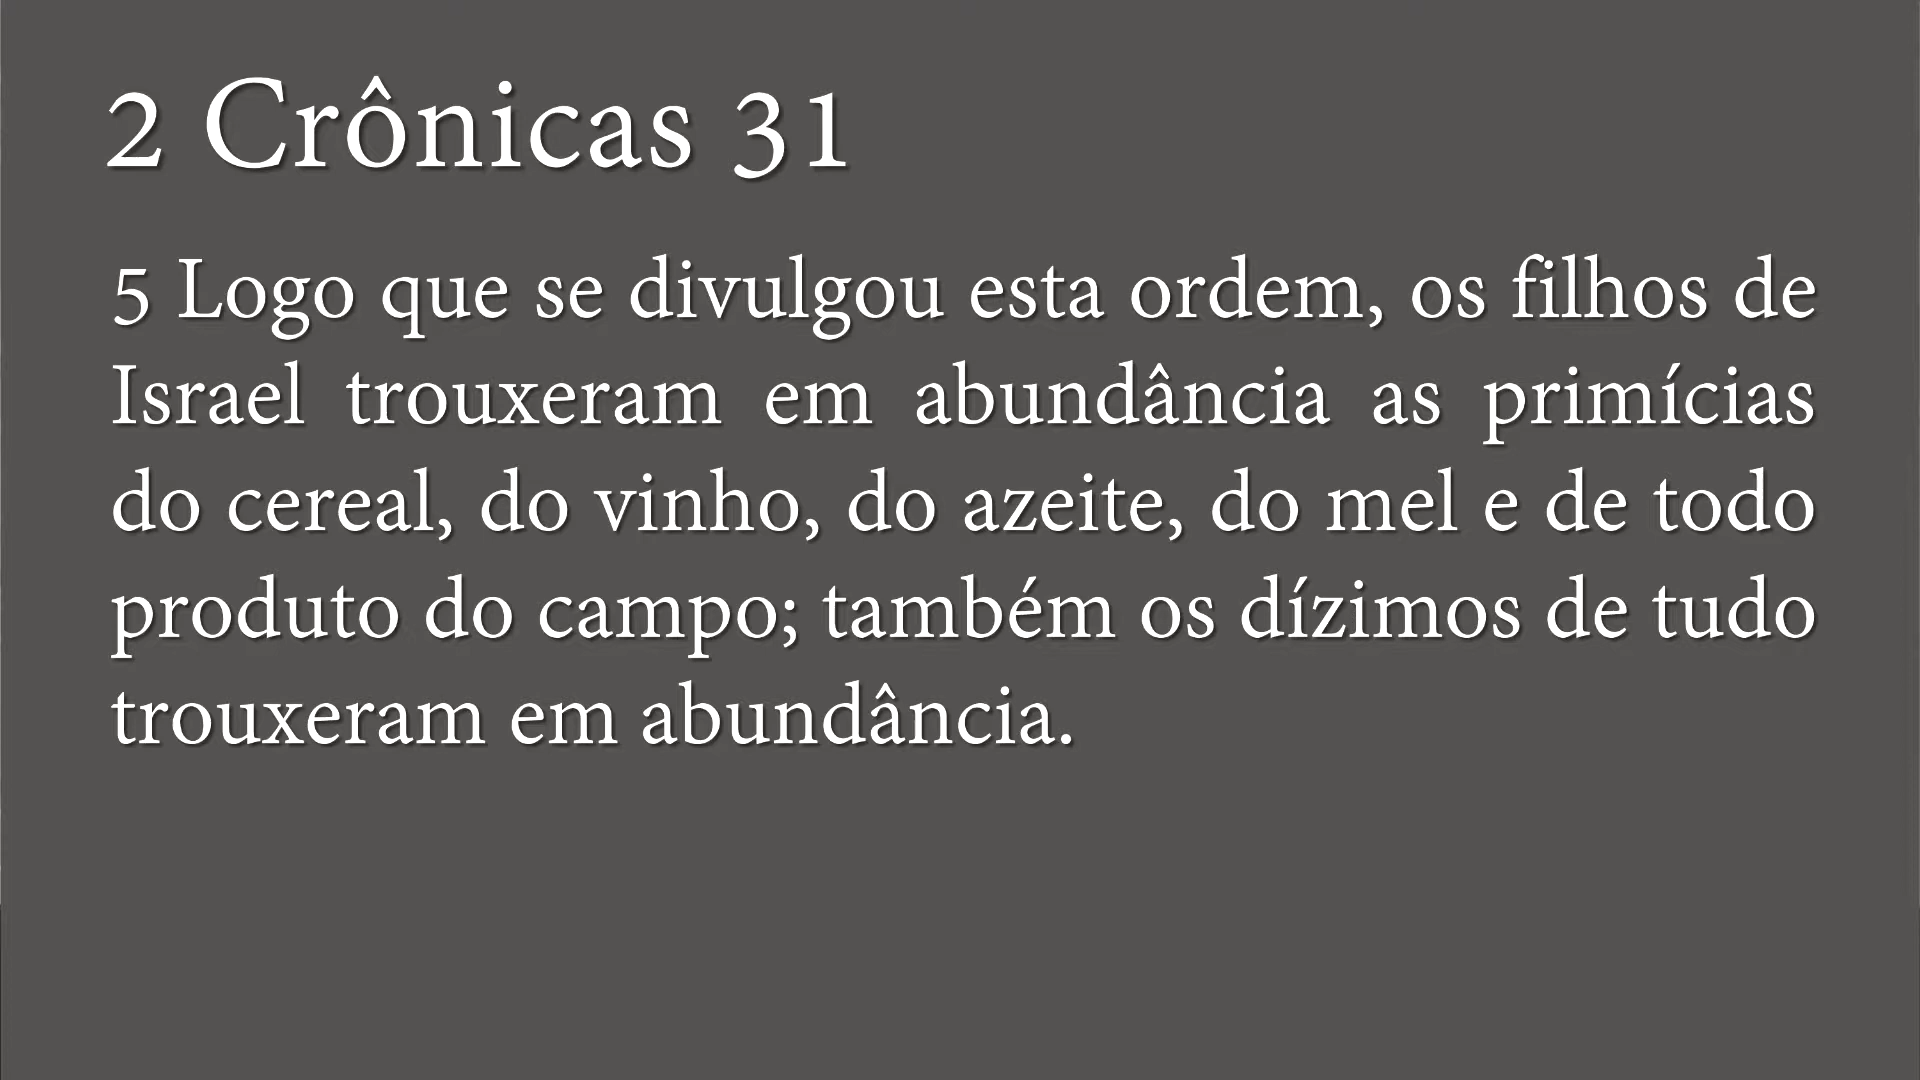 2 Crônicas 31
5 Logo que se divulgou esta ordem, os filhos de
Israel trouxeram em abundância as primícias
do cereal, do vinho, do azeite, do mel e de todo
produto do campo; também os dízimos de tudo
trouxeram em abundância.